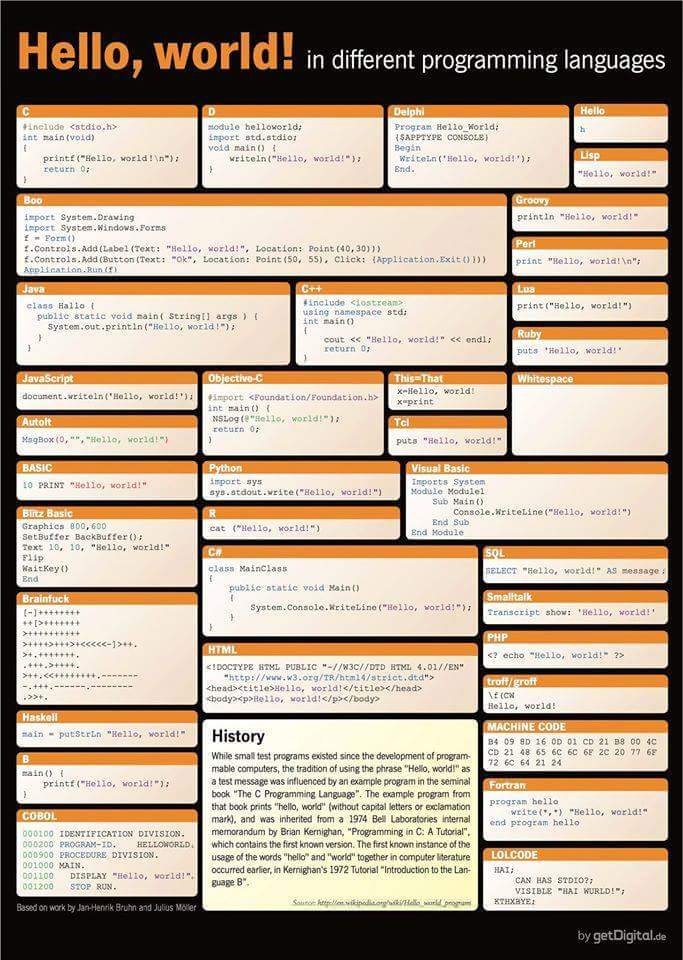 Hello, world! in different programming languages
C
#include <stdio.h>
int main(void)
{
printf("Hello, world!\n");
return 0;
}
D
module helloworld;
import std.stdio;
void main() {
writeln("Hello, world!");
}
Delphi
Program Hello_World;
{$APPTYPE CONSOLE}
Begin
WriteLn('Hello, world!');
End.
Hello
h
Lisp
"Hello, world!"
Boo
import System.Drawing
import System.Windows.Forms
f = Form()
f.Controls.Add(Label(Text: "Hello, world!", Location: Point(40,30)))
f.Controls.Add(Button(Text: "Ok", Location: Point(50, 55), Click: {Application.Exit()}))
Application.Run(f)
Groovy
println "Hello, world!"
Perl
print "Hello, world!\n";
Java
class Hallo {
public static void main( String[] args ) {
System.out.println("Hello, world!");
}
}
C++
#include <iostream>
using namespace std;
int main()
{
cout << "Hello, world!" << endl;
return 0;
}
Lua
print("Hello, world!")
Ruby
puts 'Hello, world!'
JavaScript
document.writeln('Hello, world!');
Objective-C
#import <Foundation/Foundation.h>
int main() {
NSLog(@"Hello, world!");
return 0;
}
This=That
x=Hello, world!
x=print
Whitespace
AutoIt
MsgBox(0,"","Hello, world!")
Tcl
puts "Hello, world!"
BASIC
10 PRINT "Hello, world!"
Python
import sys
sys.stdout.write("Hello, world!")
Visual Basic
Imports System
Module Module1
Sub Main()
Console.WriteLine("Hello, world!")
End Sub
End Module
Blitz Basic
Graphics 800,600
SetBuffer BackBuffer();
Text 10, 10, "Hello, world!"
Flip
WaitKey()
End
R
cat ("Hello, world!")
C#
class MainClass
{
public static void Main()
{
System.Console.WriteLine("Hello, world!");
}
}
SQL
SELECT "Hello, world!" AS message;
Brainfuck
[-]++++++++
++[>+++++++
>++++++++++
>++++>+++>+<<<<<-]>++.
>+.+++++++.
.+++.>++++.
>++.<<++++++++.-------
-.+++.------.--------
.>>+.
Smalltalk
Transcript show: 'Hello, world!'
PHP
<? echo "Hello, world!" ?>
HTML
<!DOCTYPE HTML PUBLIC "-//W3C//DTD HTML 4.01//EN"
"http://www.w3.org/TR/html4/strict.dtd">
<head><title>Hello, world!</title></head>
<body><p>Hello, world!</p></body>
troff/groff
\f(CW
Hello, world!
Haskell
main = putStrLn "Hello, world!"
MACHINE CODE
B4 09 8D 16 0D 01 CD 21 B8 00 4C
CD 21 48 65 6C 6C 6F 2C 20 77 6F
72 6C 64 21 24
B
main() {
printf("Hello, world!");
}
History
While small test programs existed since the development of program-
mable computers, the tradition of using the phrase "Hello, world!" as
a test message was influenced by an example program in the seminal
book "The C Programming Language". The example program from
that book prints "hello, world" (without capital letters or exclamation
mark), and was inherited from a 1974 Bell Laboratories internal
memorandum by Brian Kernighan, "Programming in C: A Tutorial",
which contains the first known version. The first known instance of the
usage of the words "hello" and "world" together in computer literature
occurred earlier, in Kernighan's 1972 Tutorial "Introduction to the Lan-
guage B".
Source: http://en.wikipedia.org/wiki/Hello_world_program
Fortran
program hello
write(*,*) "Hello, world!"
end program hello
COBOL
000100 IDENTIFICATION DIVISION.
000200 PROGRAM-ID. HELLOWORLD.
000900 PROCEDURE DIVISION.
001000 MAIN.
001100 DISPLAY "Hello, world!".
001200 STOP RUN.
LOLCODE
HAI;
CAN HAS STDIO?;
VISIBLE "HAI WURLD!";
KTHXBYE;
Based on work by Jan-Henrik Bruhn and Julius Möller
by getDigital.de